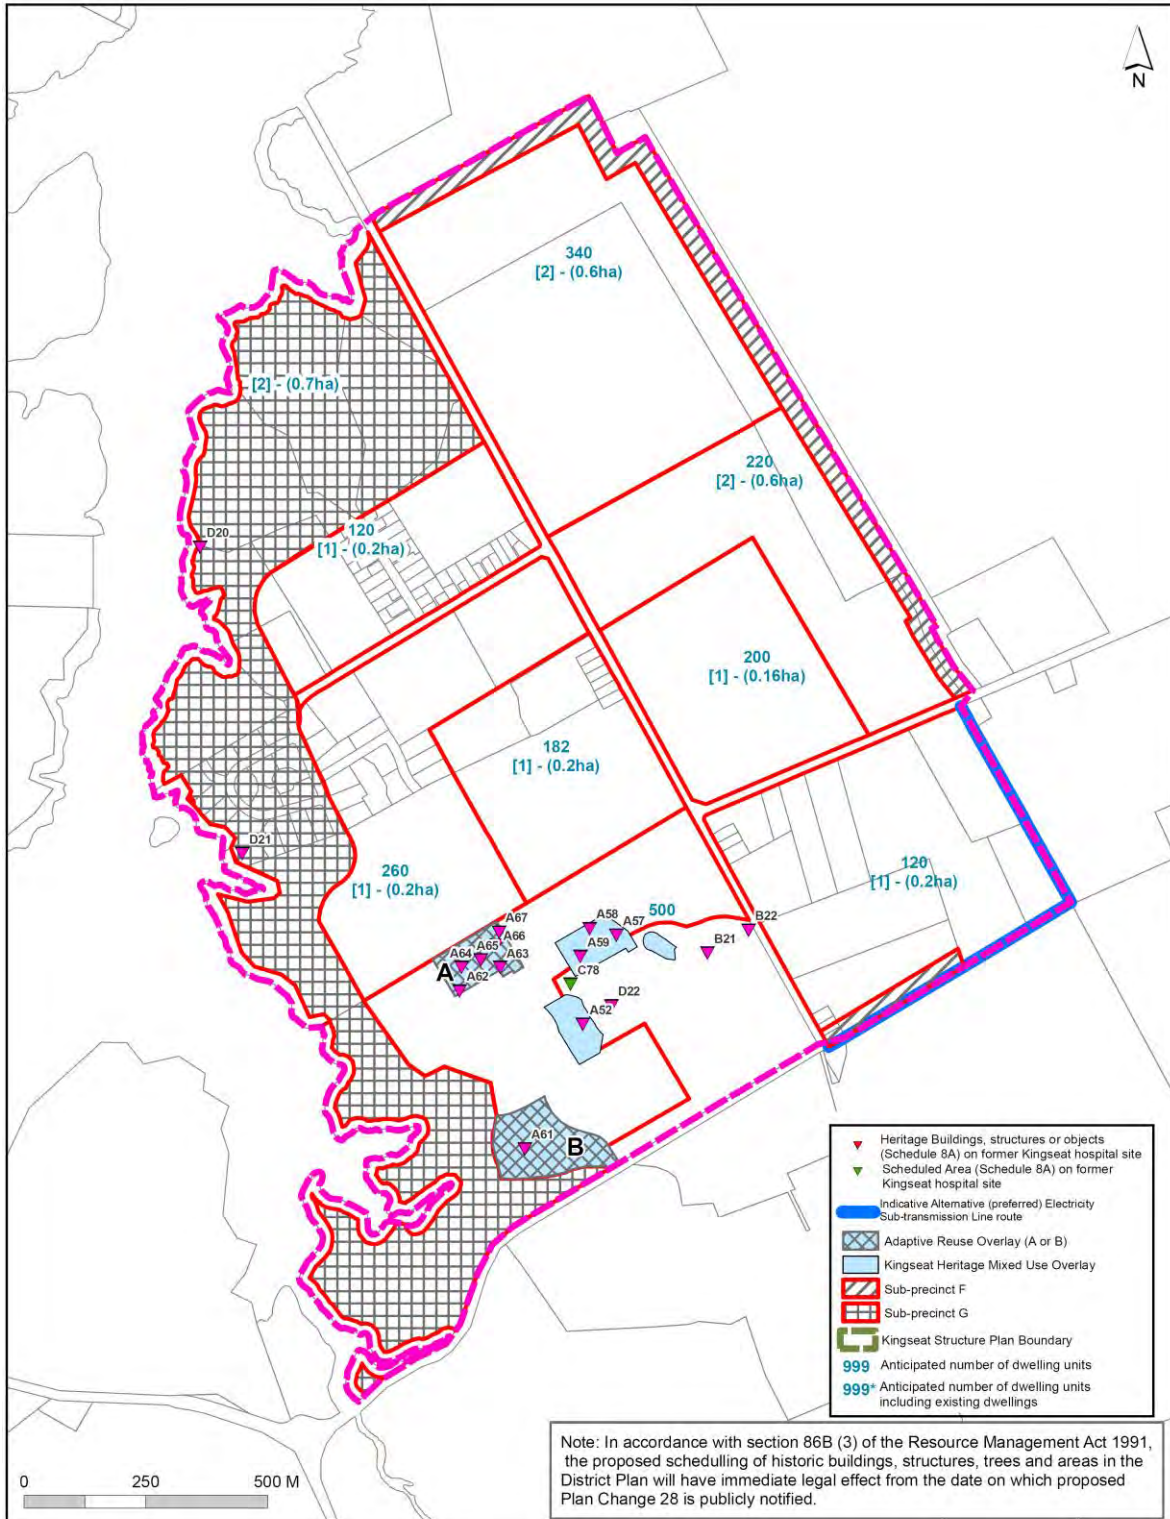 N
340
[2] - (0.6ha)
[2] - (0.7ha)
220
[2] - (0.6ha)
D20
120
[1] - (0.2ha)
200
[1] - (0.16ha)
182
[1] - (0.2ha)
D21
260
[1] - (0.2ha)
120
[1] - (0.2ha)
500
A67
A66
A58
A57
B22
A65
A64
A63
A59
B21
A
A62
C78
D22
A52
A61
B
Heritage Buildings, structures or objects
(Schedule 8A) on former Kingseat hospital site
Scheduled Area (Schedule 8A) on former
Kingseat hospital site
Indicative Alternative (preferred) Electricity
Sub-transmission Line route
Adaptive Reuse Overlay (A or B)
Kingseat Heritage Mixed Use Overlay
Sub-precinct F
Sub-precinct G
Kingseat Structure Plan Boundary
999 Anticipated number of dwelling units
999* Anticipated number of dwelling units
including existing dwellings
Note: In accordance with section 86B (3) of the Resource Management Act 1991,
the proposed schedulling of historic buildings, structures, trees and areas in the
District Plan will have immediate legal effect from the date on which proposed
Plan Change 28 is publicly notified.
0 250 500 M